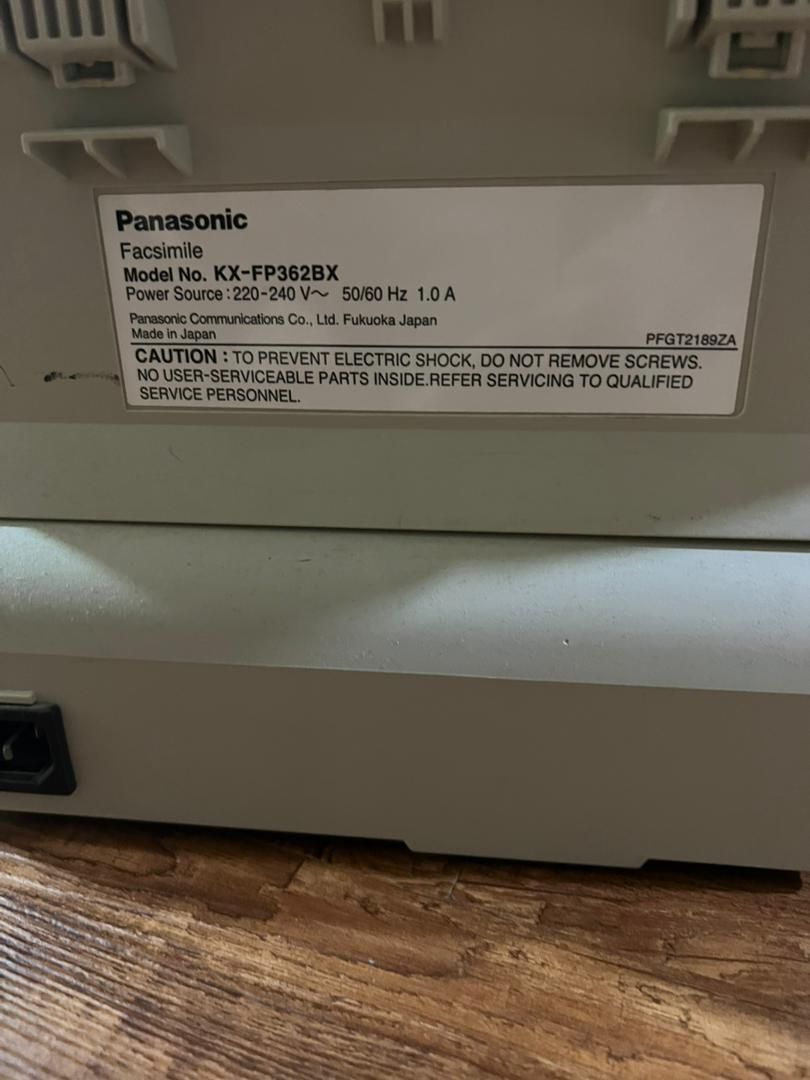 Panasonic
Facsimile
Model No. KX-FP362BX
Power Source : 220-240 V～ 50/60 Hz 1.0 A
Panasonic Communications Co., Ltd. Fukuoka Japan
Made in Japan
PFGT2189ZA
CAUTION : TO PREVENT ELECTRIC SHOCK, DO NOT REMOVE SCREWS.
NO USER-SERVICEABLE PARTS INSIDE.REFER SERVICING TO QUALIFIED
SERVICE PERSONNEL.